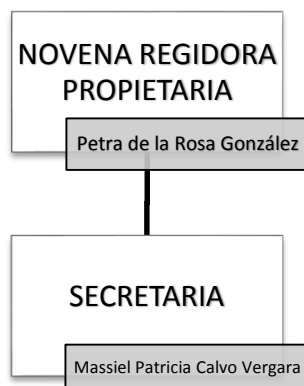 NOVENA REGIDORA
PROPIETARIA
Petra de la Rosa González
SECRETARIA
Massiel Patricia Calvo Vergara